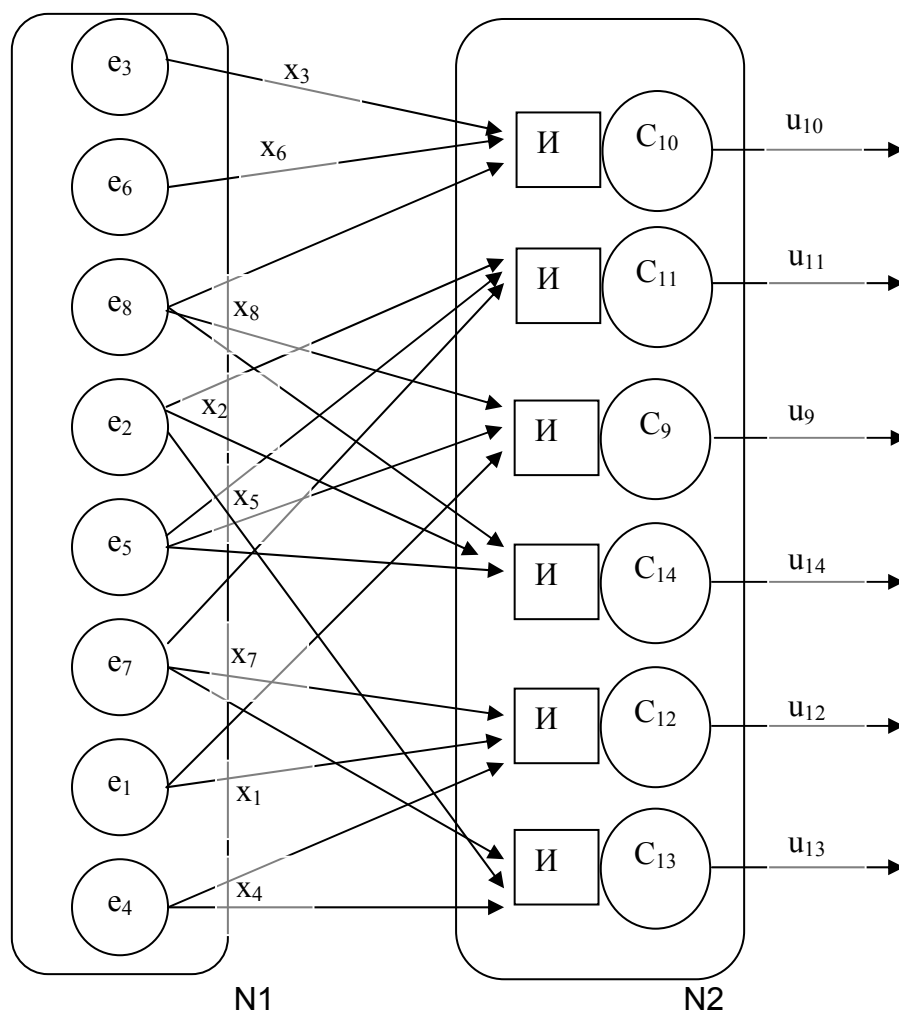 e₃
e₆
e₈
e₂
e₅
e₇
e₁
e₄
x₃
x₆
x₈
x₂
x₅
x₇
x₁
x₄
И C₁₀ u₁₀
И C₁₁ u₁₁
И C₉ u₉
И C₁₄ u₁₄
И C₁₂ u₁₂
И C₁₃ u₁₃
N1 N2